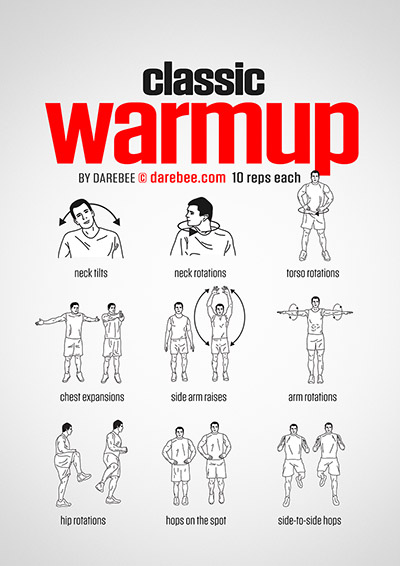 classic
warmup
BY DAREBEE © darebee.com 10 reps each
neck tilts
neck rotations
torso rotations
chest expansions
side arm raises
arm rotations
hip rotations
hops on the spot
side-to-side hops